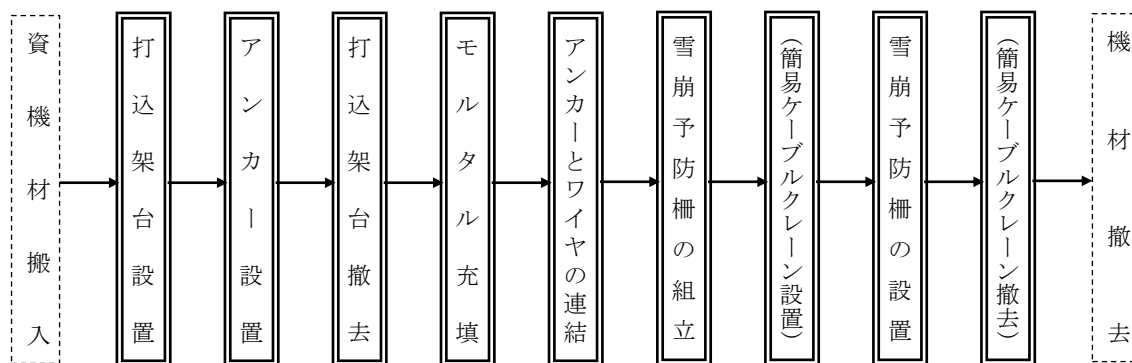 資機材搬入
打込架台設置
アンカー設置
打込架台撤去
モルタル充填
アンカーとワイヤの連結
雪崩予防柵の組立
(簡易ケーブルクレーン設置)
雪崩予防柵の設置
(簡易ケーブルクレーン撤去)
機材撤去